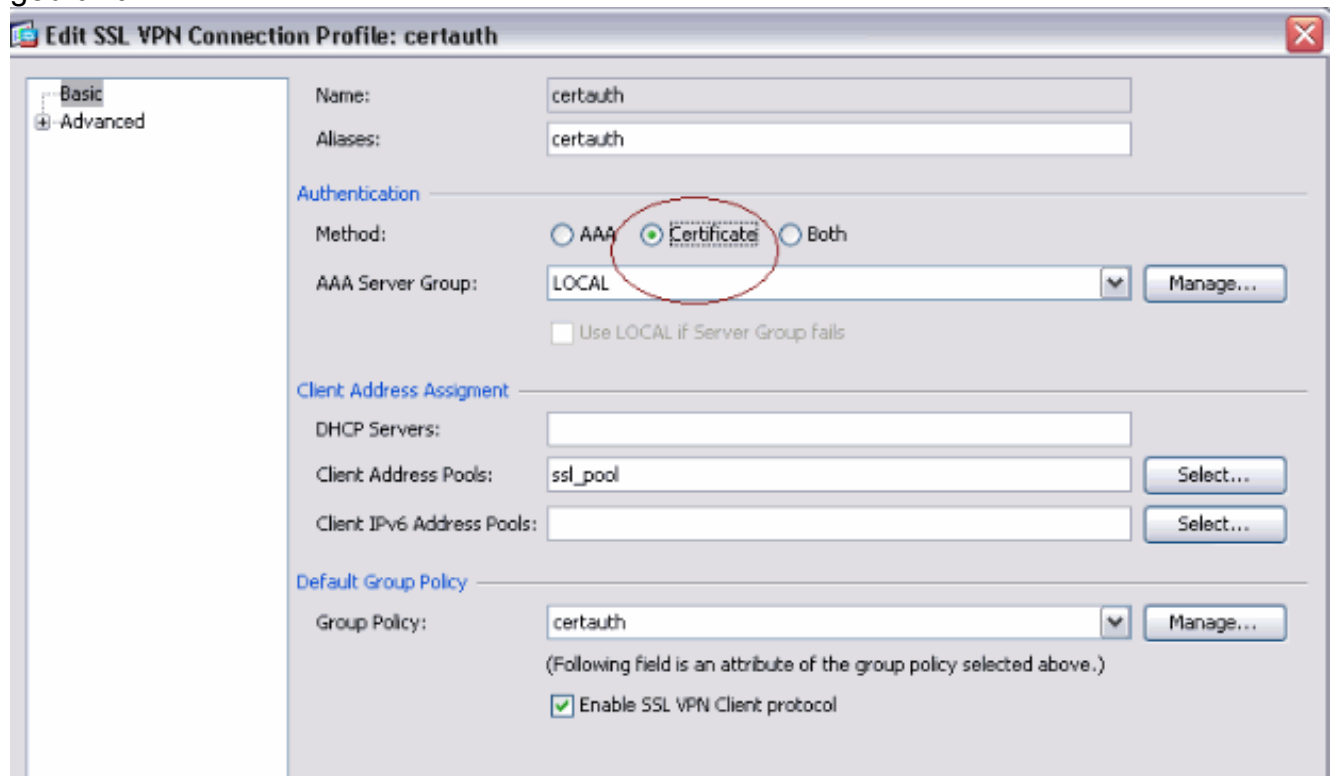 Edit SSL VPN Connection Profile: certauth
Basic
Advanced
Name: certauth
Aliases: certauth
Authentication
Method: AAA Certificate Both
AAA Server Group: LOCAL Manage...
Use LOCAL if Server Group fails
Client Address Assigment
DHCP Servers:
Client Address Pools: ssl_pool Select...
Client IPv6 Address Pools: Select...
Default Group Policy
Group Policy: certauth Manage...
(Following field is an attribute of the group policy selected above.)
Enable SSL VPN Client protocol